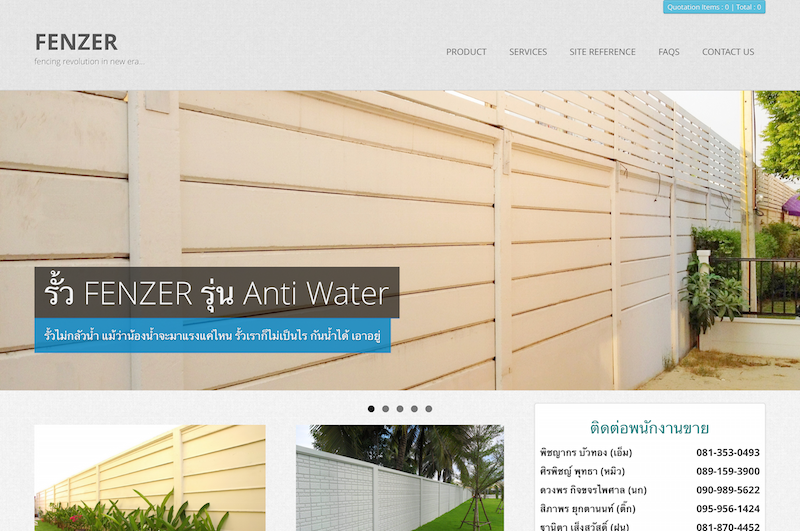 Quotation Items : 0 | Total : 0
FENZER
fencing revolution in new era...
PRODUCT SERVICES SITE REFERENCE FAQS CONTACT US
รั้ว FENZER รุ่น Anti Water
รั้วไม่กลัวน้ำ แม้ว่าน้องน้ำจะมาแรงแค่ไหน รั้วเราก็ไม่เป็นไร กันน้ำได้ เอาอยู่
ติดต่อพนักงานขาย
พิชญากร บัวทอง (เอ็ม) 081-353-0493
ศิรพิชญ์ พุทธา (หมิว) 089-159-3900
ดวงพร กิจขจรไพศาล (นก) 090-989-5622
สิภาพร ยุกตานนท์ (ติ๊ก) 095-956-1424
ธานิตา เส็งสวัสดิ์ (ฝน) 081-870-4452